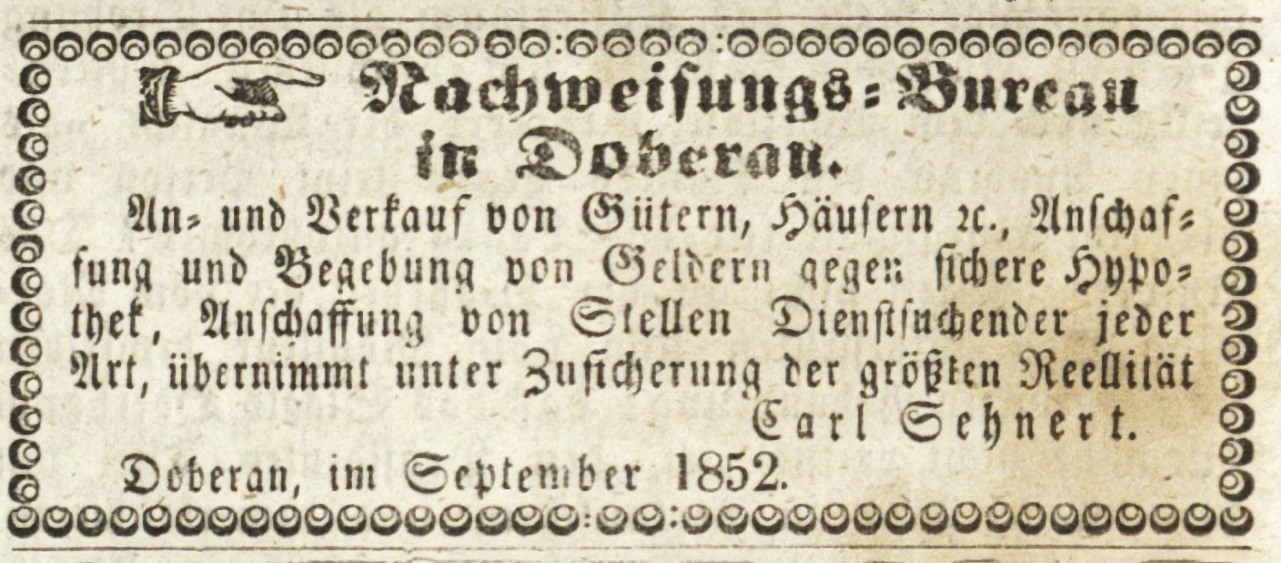 Nachweisungs-Bureau
in Doberan.
An- und Verkauf von Gütern, Häusern ꝛc., Anschaf-
fung und Begebung von Geldern gegen sichere Hypo-
thek, Anschaffung von Stellen Dienstsuchender jeder
Art, übernimmt unter Zusicherung der größten Reellität
Carl Sehnert.
Doberan, im September 1852.